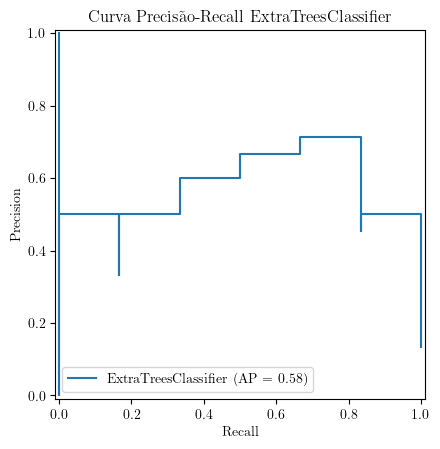 Curva Precisão-Recall ExtraTreesClassifier
1.0
0.8
0.6
0.4
0.2
0.0
Precision
ExtraTreesClassifier (AP = 0.58)
0.0 0.2 0.4 0.6 0.8 1.0
Recall